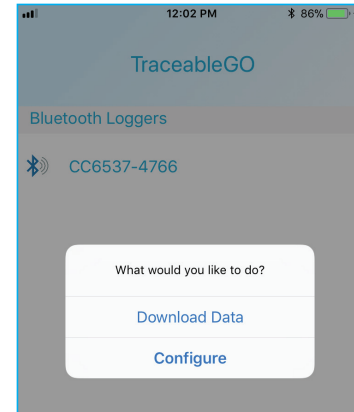 12:02 PM 86%
TraceableGO
Bluetooth Loggers
CC6537-4766
What would you like to do?
Download Data
Configure